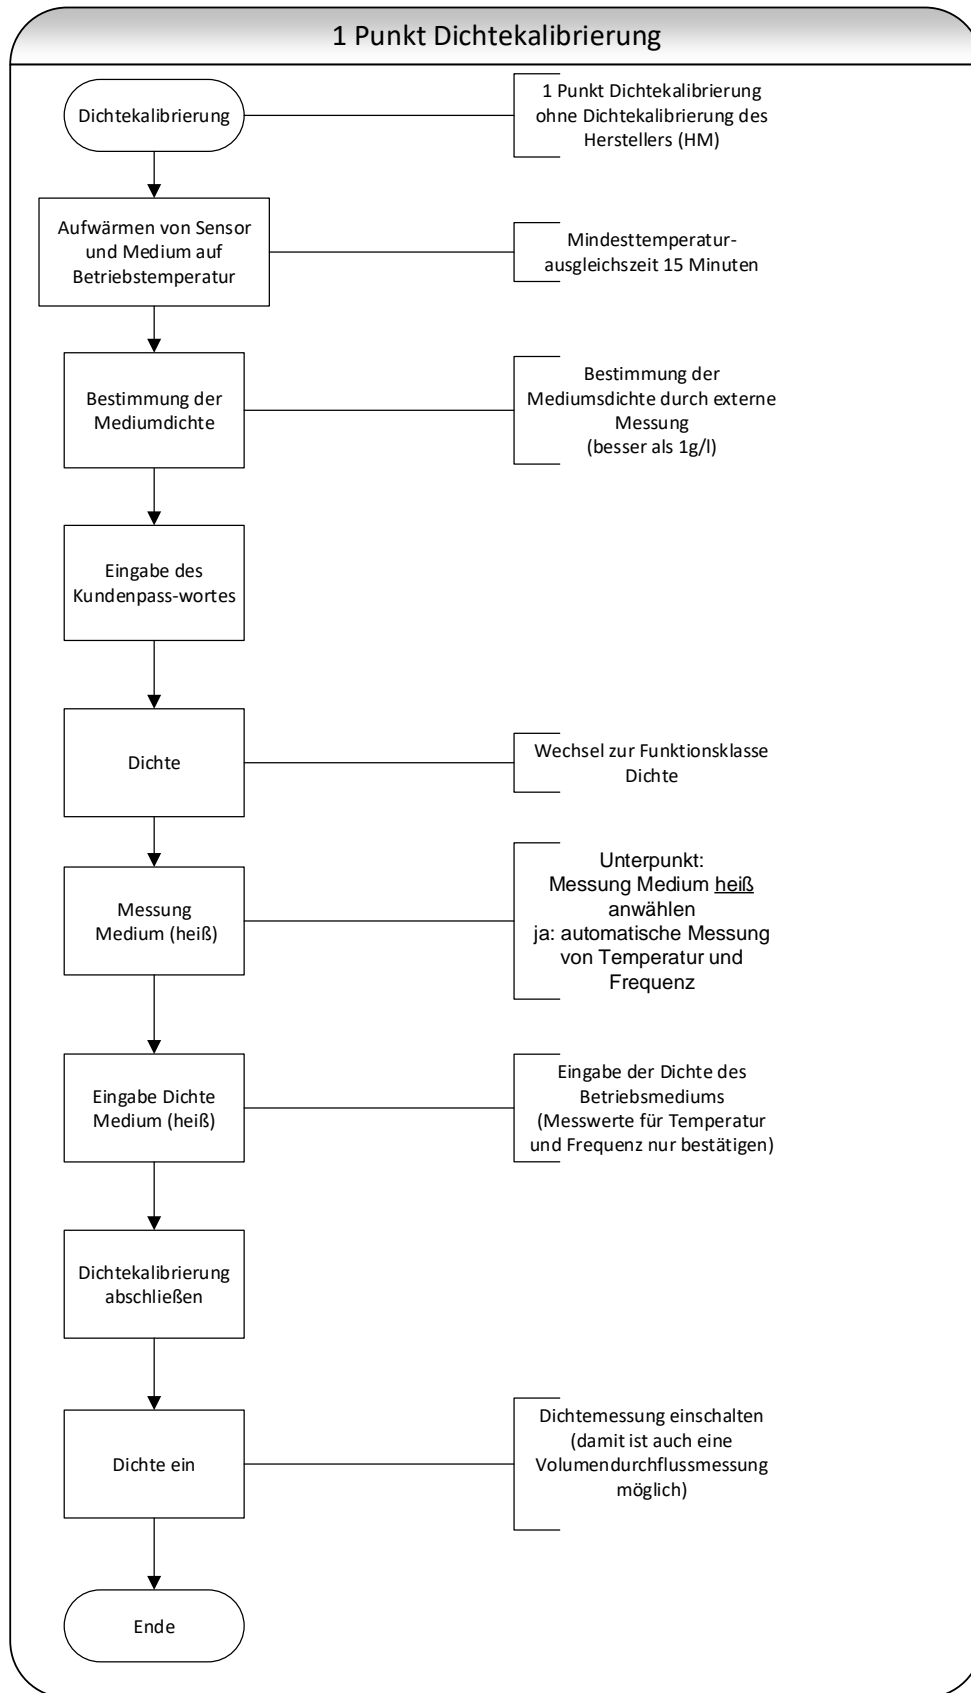 1 Punkt Dichtekalibrierung
Dichtekalibrierung
1 Punkt Dichtekalibrierung
ohne Dichtekalibrierung des
Herstellers (HM)
Aufwärmen von Sensor
und Medium auf
Betriebstemperatur
Mindesttemperatur-
ausgleichszeit 15 Minuten
Bestimmung der
Mediumdichte
Bestimmung der
Mediumsdichte durch externe
Messung
(besser als 1g/l)
Eingabe des
Kundenpass-wortes
Dichte
Wechsel zur Funktionsklasse
Dichte
Messung
Medium (heiß)
Unterpunkt:
Messung Medium heiß
anwählen
ja: automatische Messung
von Temperatur und
Frequenz
Eingabe Dichte
Medium (heiß)
Eingabe der Dichte des
Betriebsmediums
(Messwerte für Temperatur
und Frequenz nur bestätigen)
Dichtekalibrierung
abschließen
Dichte ein
Dichtemessung einschalten
(damit ist auch eine
Volumendurchflussmessung
möglich)
Ende